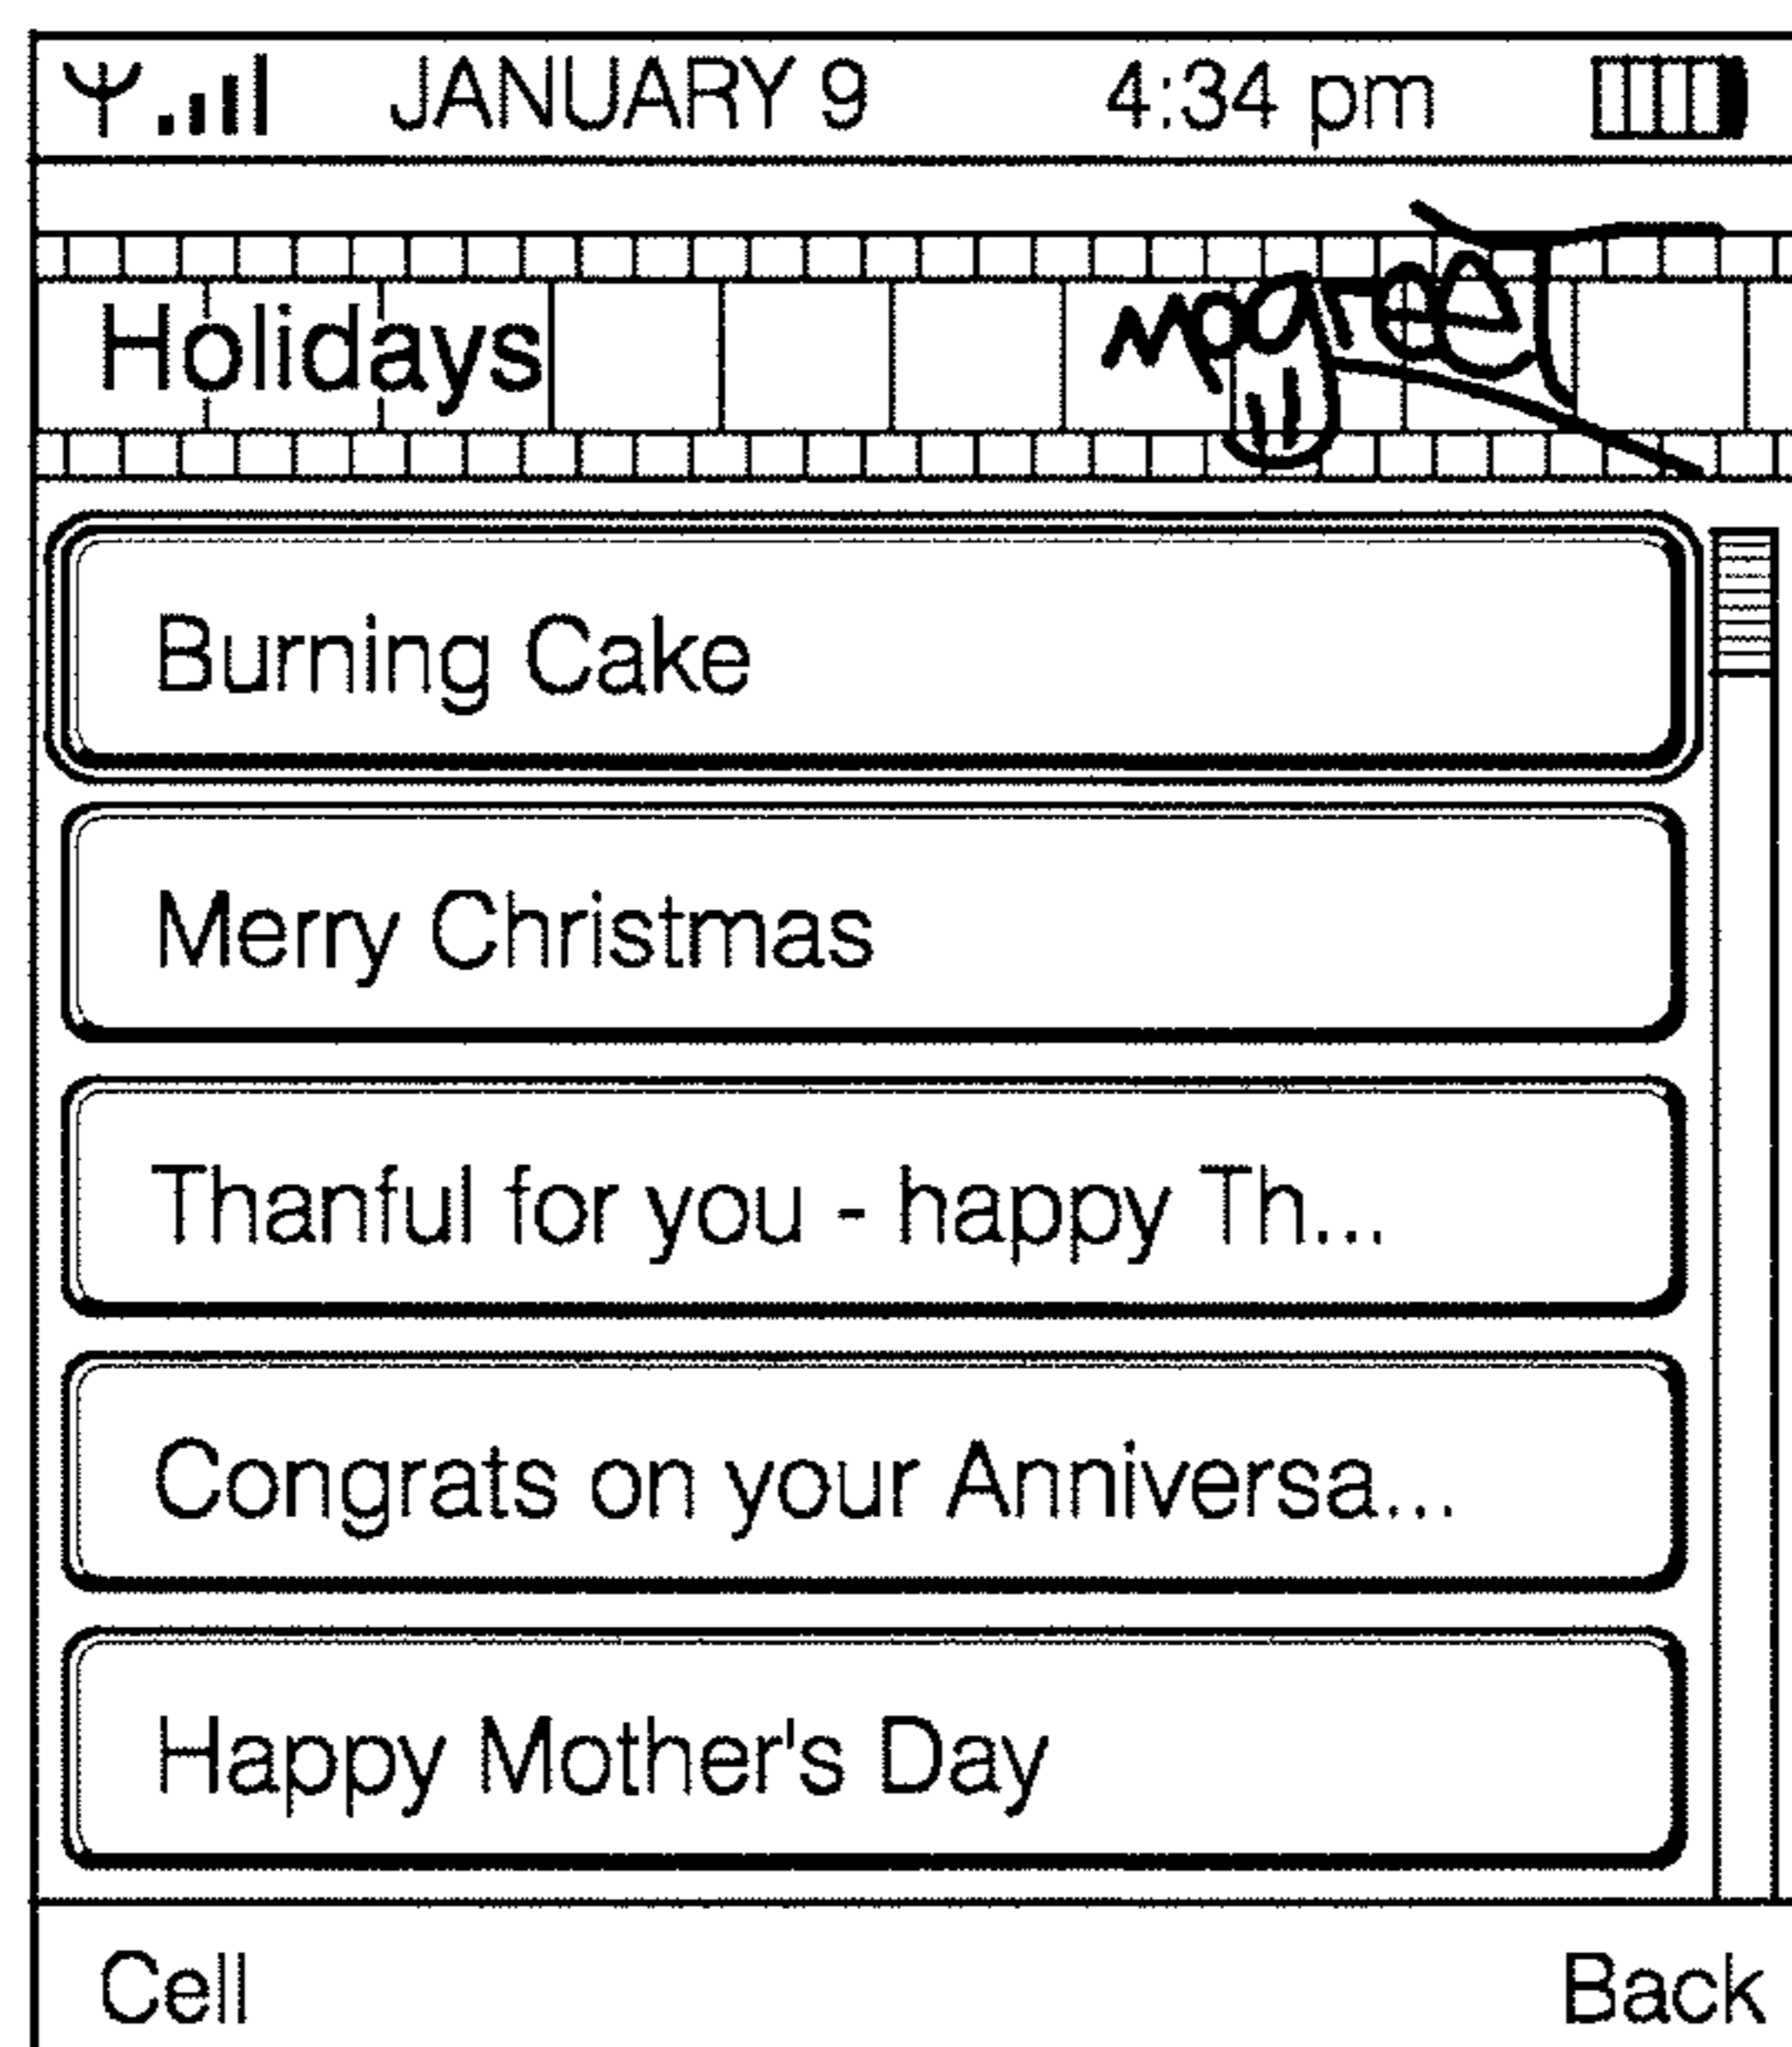 JANUARY 9 4:34 pm
Holidays
Burning Cake
Merry Christmas
Thanful for you - happy Th...
Congrats on your Anniversa...
Happy Mother's Day
Cell Back